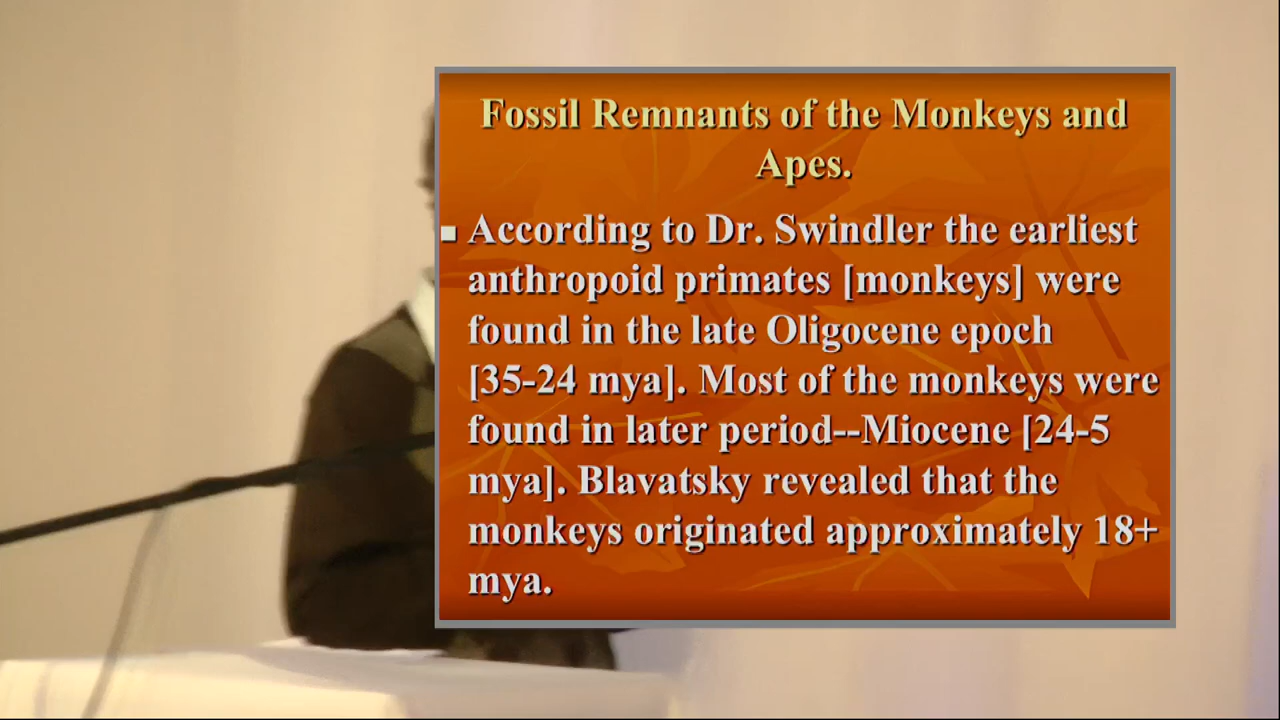 Fossil Remnants of the Monkeys and
Apes.
According to Dr. Swindler the earliest
anthropoid primates [monkeys] were
found in the late Oligocene epoch
[35-24 mya]. Most of the monkeys were
found in later period--Miocene [24-5
mya]. Blavatsky revealed that the
monkeys originated approximately 18+
mya.